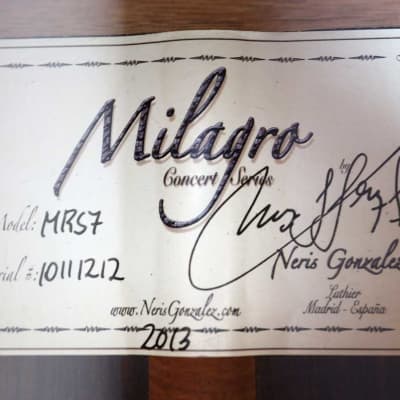 Milagro
Concert Series
by
Model: MRS7
Serial #: 10111212
Neris Gonzalez
Luthier
Madrid - España
www.NerisGonzalez.com
2013